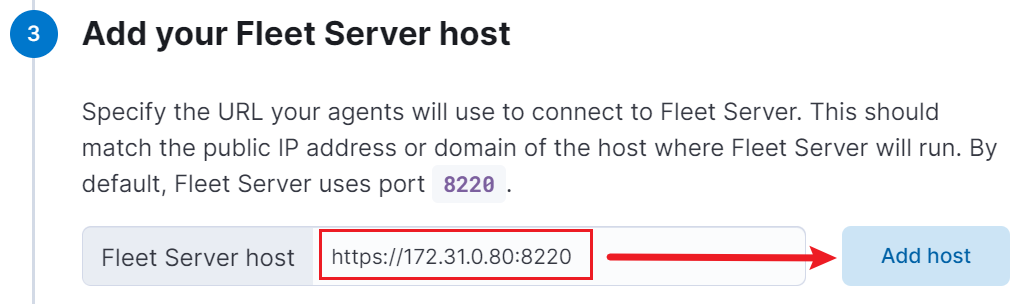 3
Add your Fleet Server host
Specify the URL your agents will use to connect to Fleet Server. This should
match the public IP address or domain of the host where Fleet Server will run. By
default, Fleet Server uses port 8220 .
Fleet Server host https://172.31.0.80:8220 Add host